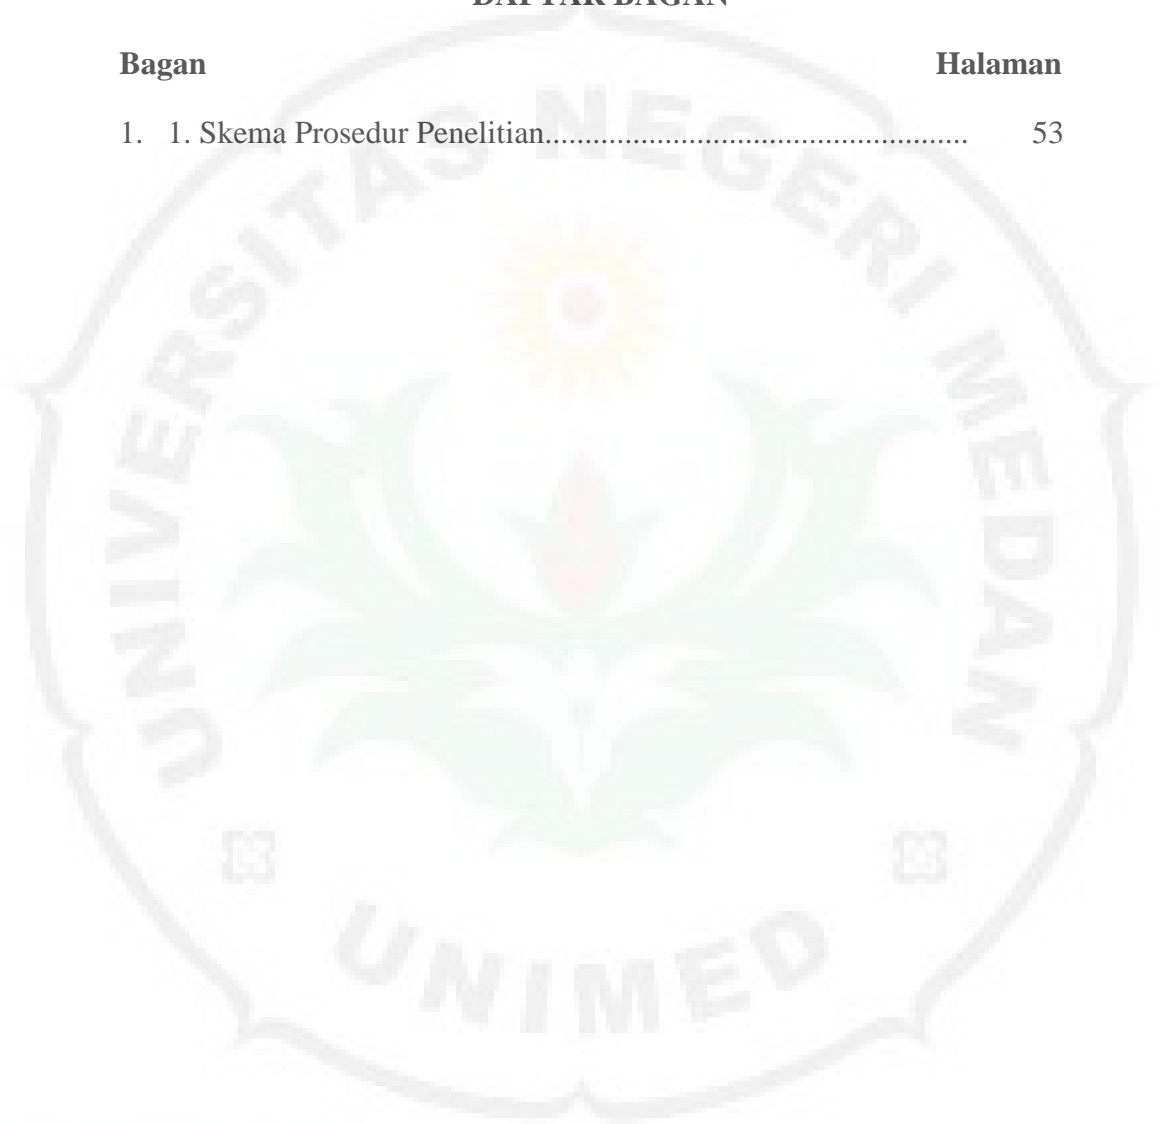 DAFTAR BAGAN
Bagan Halaman
1. 1. Skema Prosedur Penelitian..................................................... 53
UNIVERSITAS NEGERI MEDAN
UNIMED